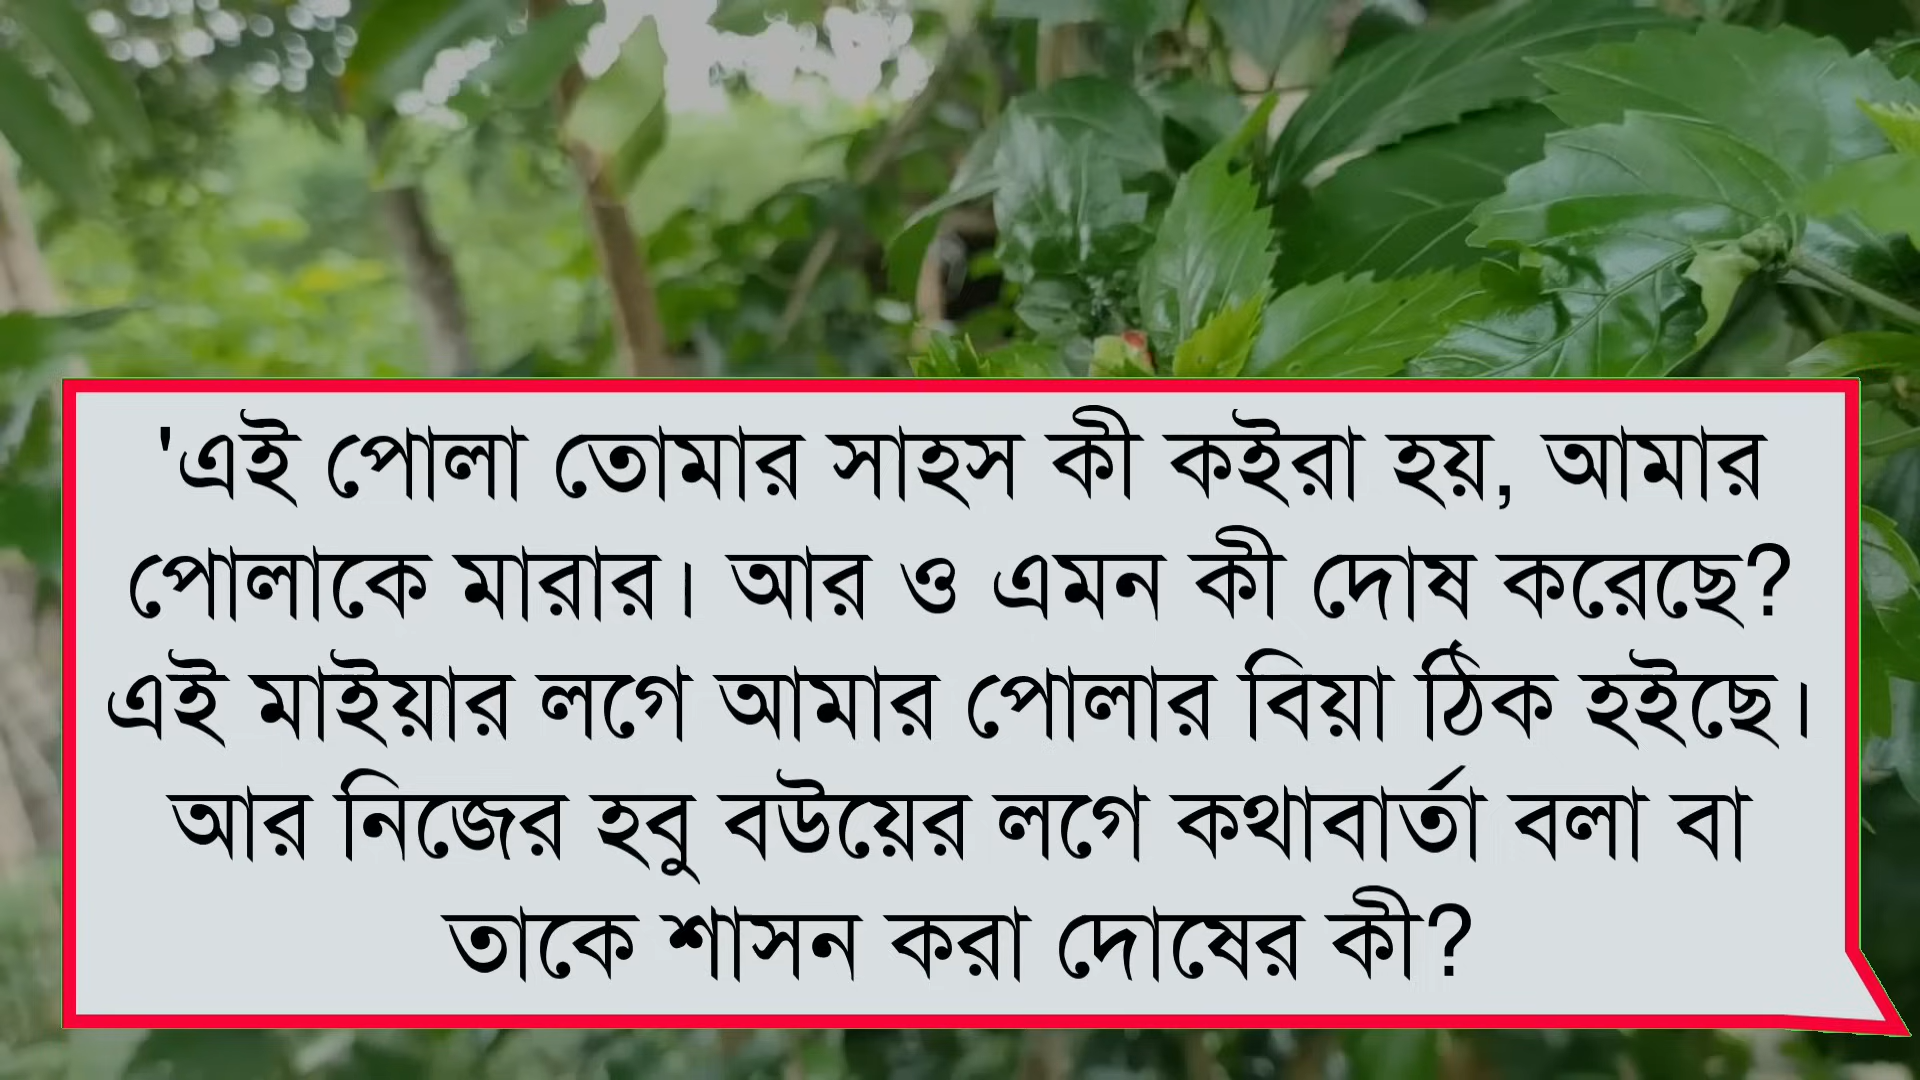 'এই পোলা তোমার সাহস কী কইরা হয়, আমার
পোলাকে মারার। আর ও এমন কী দোষ করেছে?
এই মাইয়ার লগে আমার পোলার বিয়া ঠিক হইছে।
আর নিজের হবু বউয়ের লগে কথাবার্তা বলা বা
তাকে শাসন করা দোষের কী?